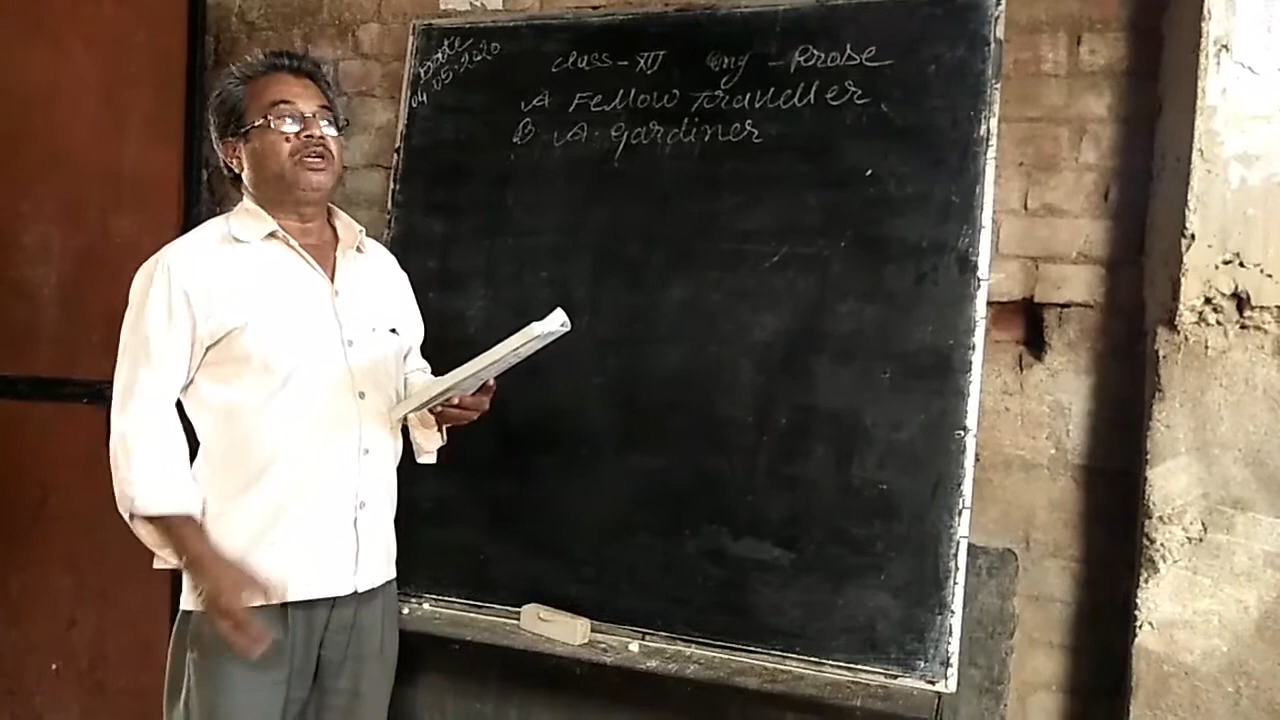 Date
04.05.2020
Class-XII Eng - Prose
A Fellow Traveller.
B A. Gardiner